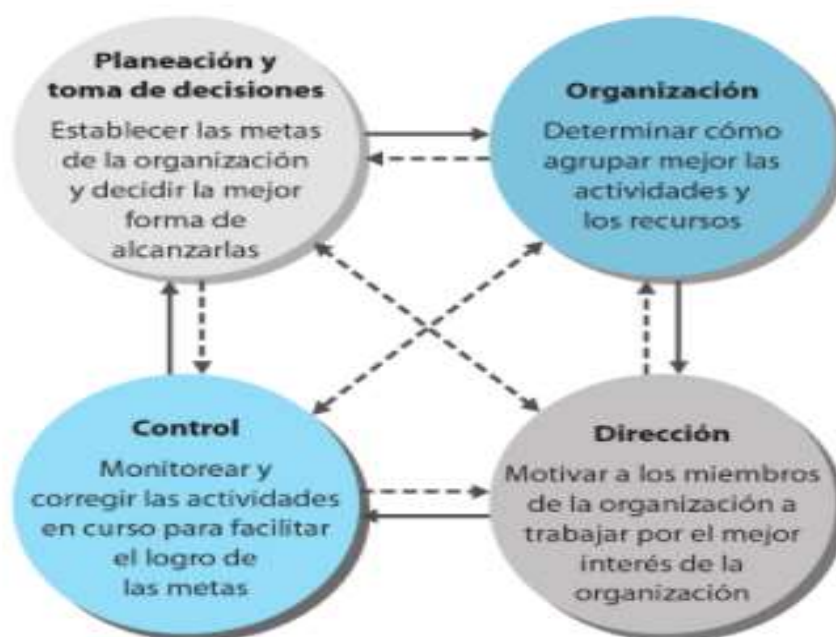 Planeación y
toma de decisiones
Establecer las metas
de la organización
y decidir la mejor
forma de
alcanzarlas
Organización
Determinar cómo
agrupar mejor las
actividades y
los recursos
Control
Monitorear y
corregir las actividades
en curso para facilitar
el logro de
las metas
Dirección
Motivar a los miembros
de la organización a
trabajar por el mejor
interés de la
organización